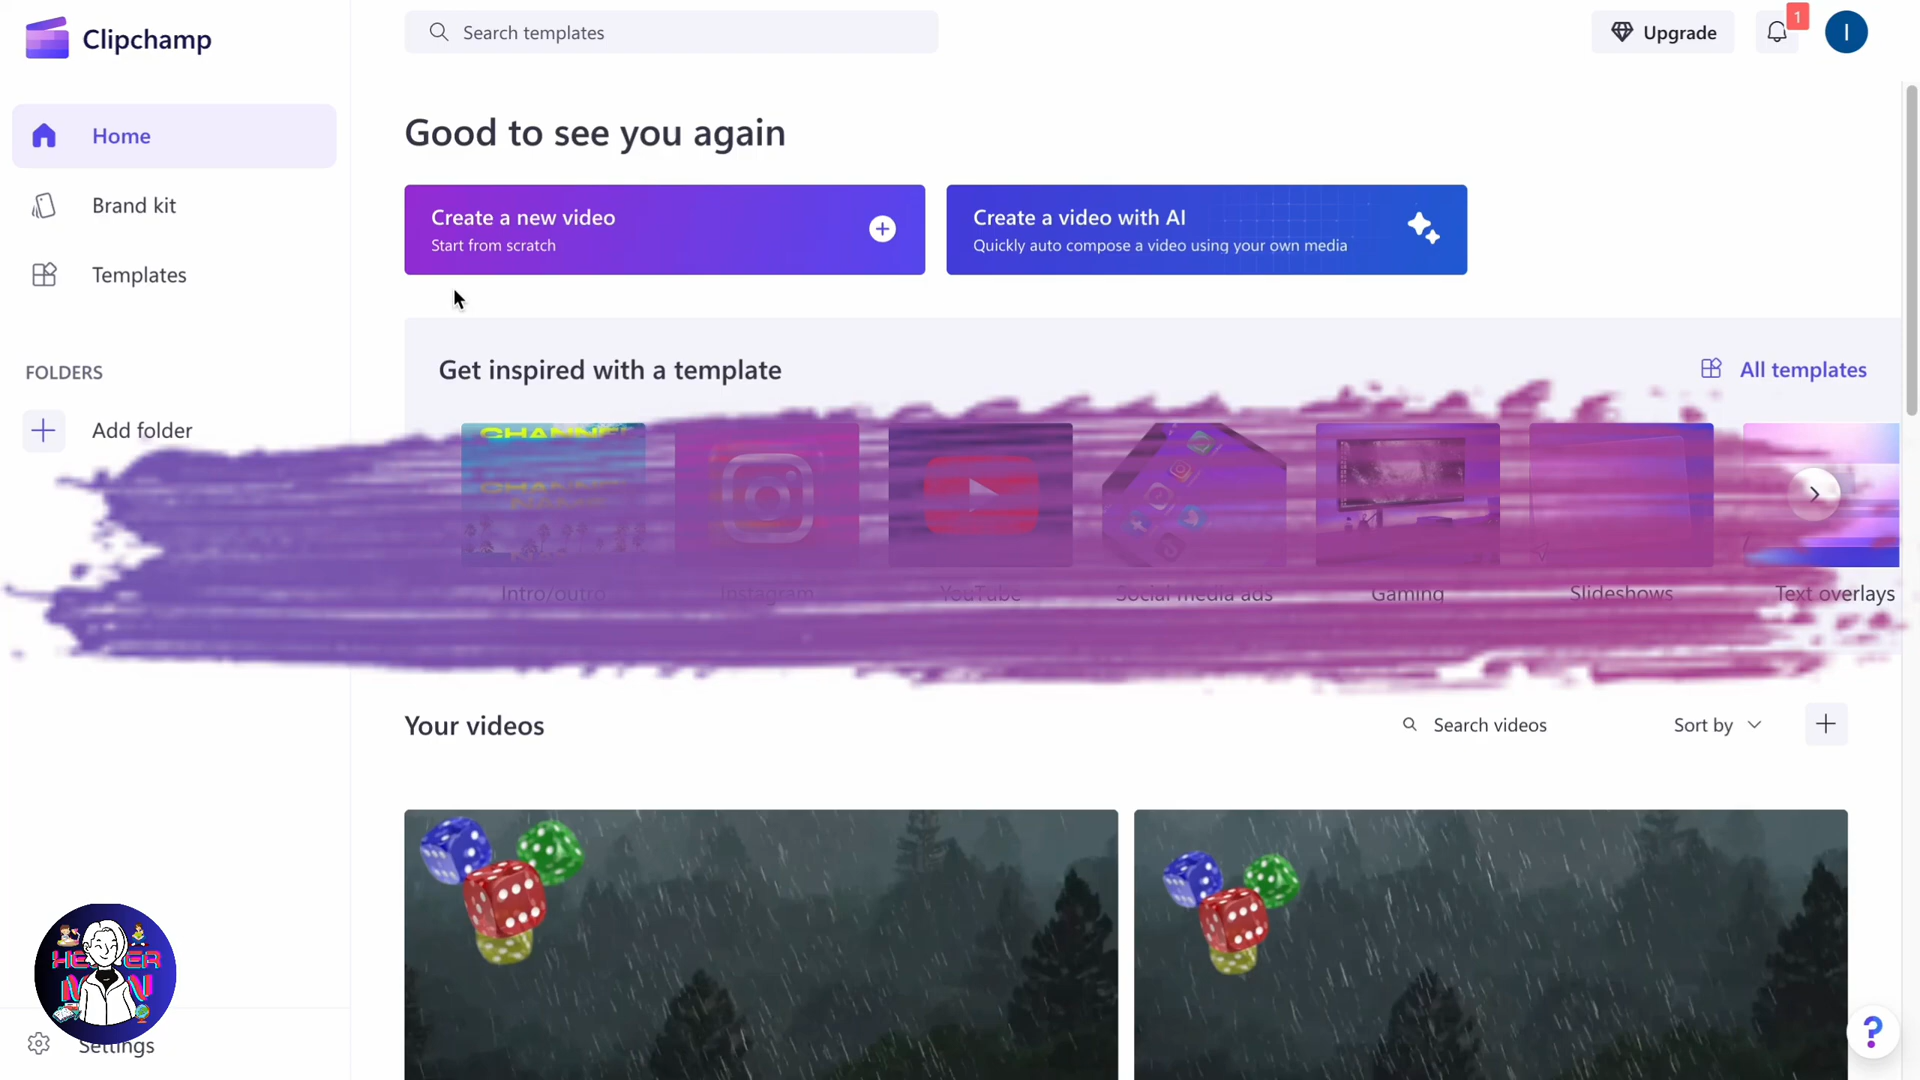 Clipchamp
Search templates
Upgrade
1
I
Home
Brand kit
Templates
FOLDERS
Add folder
Settings
Good to see you again
Create a new video
Start from scratch
Create a video with AI
Quickly auto compose a video using your own media
Get inspired with a template
All templates
CHANNEL
Intro/outro
Instagram
YouTube
Social media ads
Gaming
Slideshows
Text overlays
Your videos
Search videos
Sort by
?